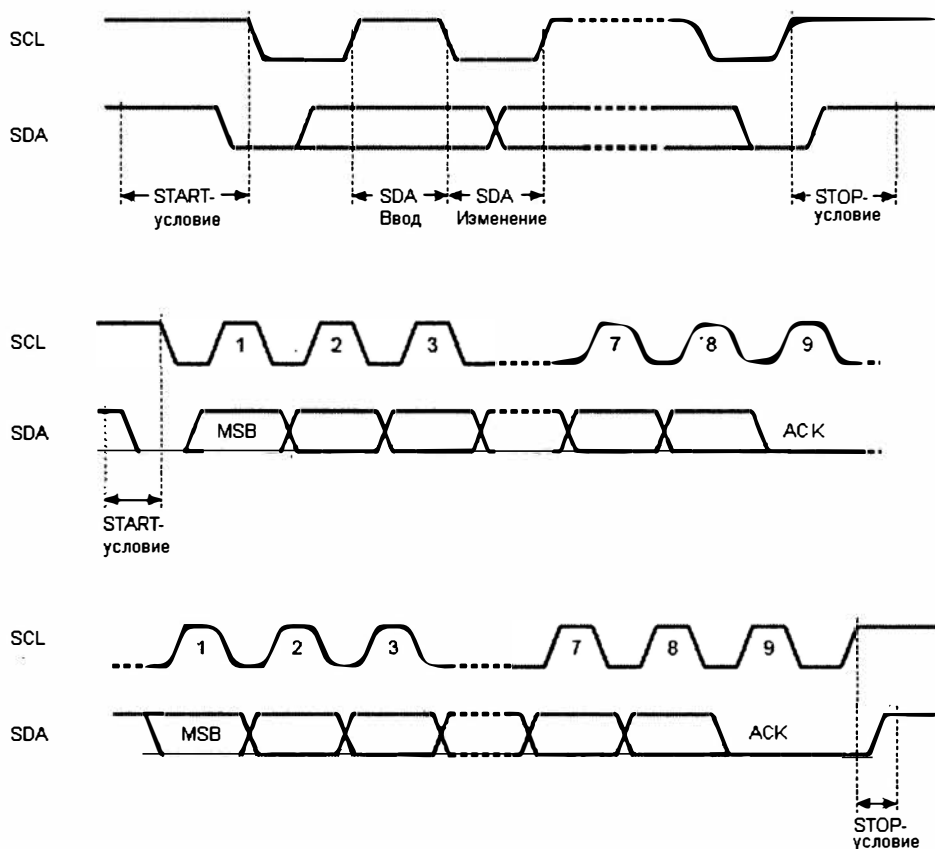 SCL
SDA
START-
условие
SDA
Ввод
SDA
Изменение
STOP-
условие
SCL
1 2 3 7 8 9
SDA
MSB
ACK
START-
условие
SCL
1 2 3 7 8 9
SDA
MSB
ACK
STOP-
условие